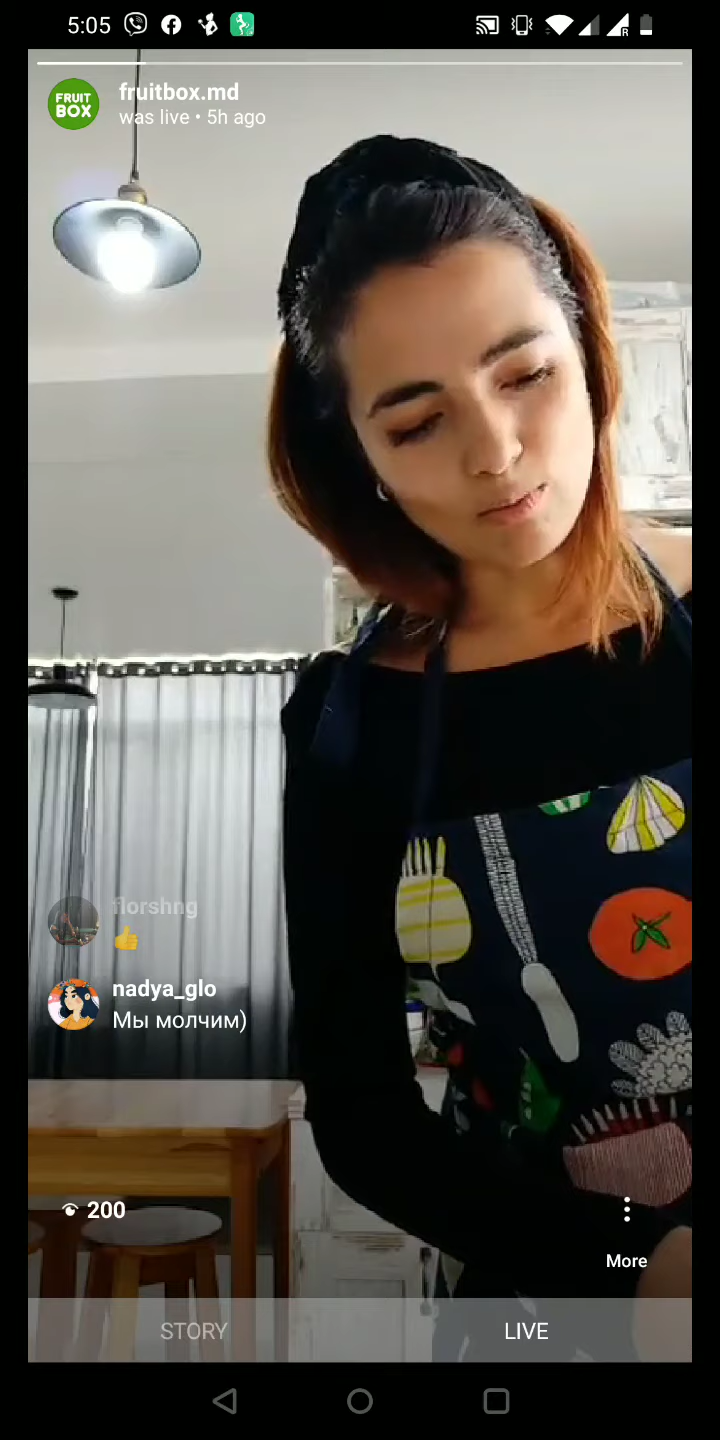 5:05
R
FRUIT
BOX
fruitbox.md
was live • 5h ago
florshng
👍
nadya_glo
Мы молчим)
200
More
STORY
LIVE